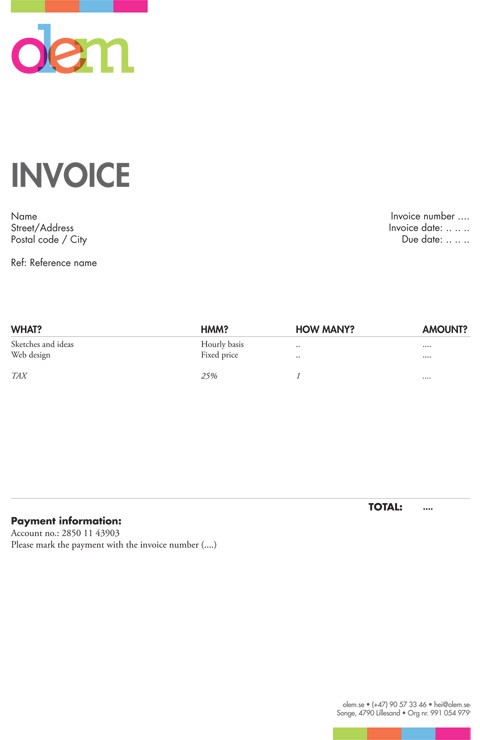 olem
INVOICE
Name
Street/Address
Postal code / City
Ref: Reference name
Invoice number ....
Invoice date: .. .. ..
Due date: .. .. ..
WHAT? HMM? HOW MANY? AMOUNT?
Sketches and ideas Hourly basis .. ....
Web design Fixed price .. ....
TAX 25% 1 ....
TOTAL: ....
Payment information:
Account no.: 2850 11 43903
Please mark the payment with the invoice number (....)
olem.se • (+47) 90 57 33 46 • hei@olem.se
Songe, 4790 Lillesand • Org nr. 991 054 979